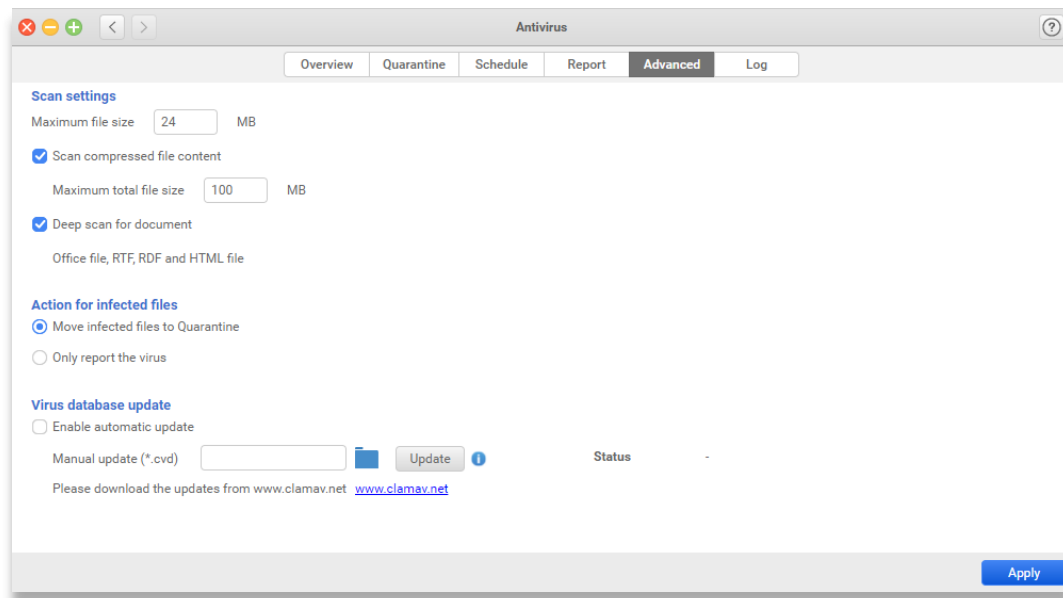 Antivirus
Overview Quarantine Schedule Report Advanced Log
Scan settings
Maximum file size 24 MB
Scan compressed file content
Maximum total file size 100 MB
Deep scan for document
Office file, RTF, RDF and HTML file
Action for infected files
Move infected files to Quarantine
Only report the virus
Virus database update
Enable automatic update
Manual update (*.cvd) Update Status -
Please download the updates from www.clamav.net www.clamav.net
Apply